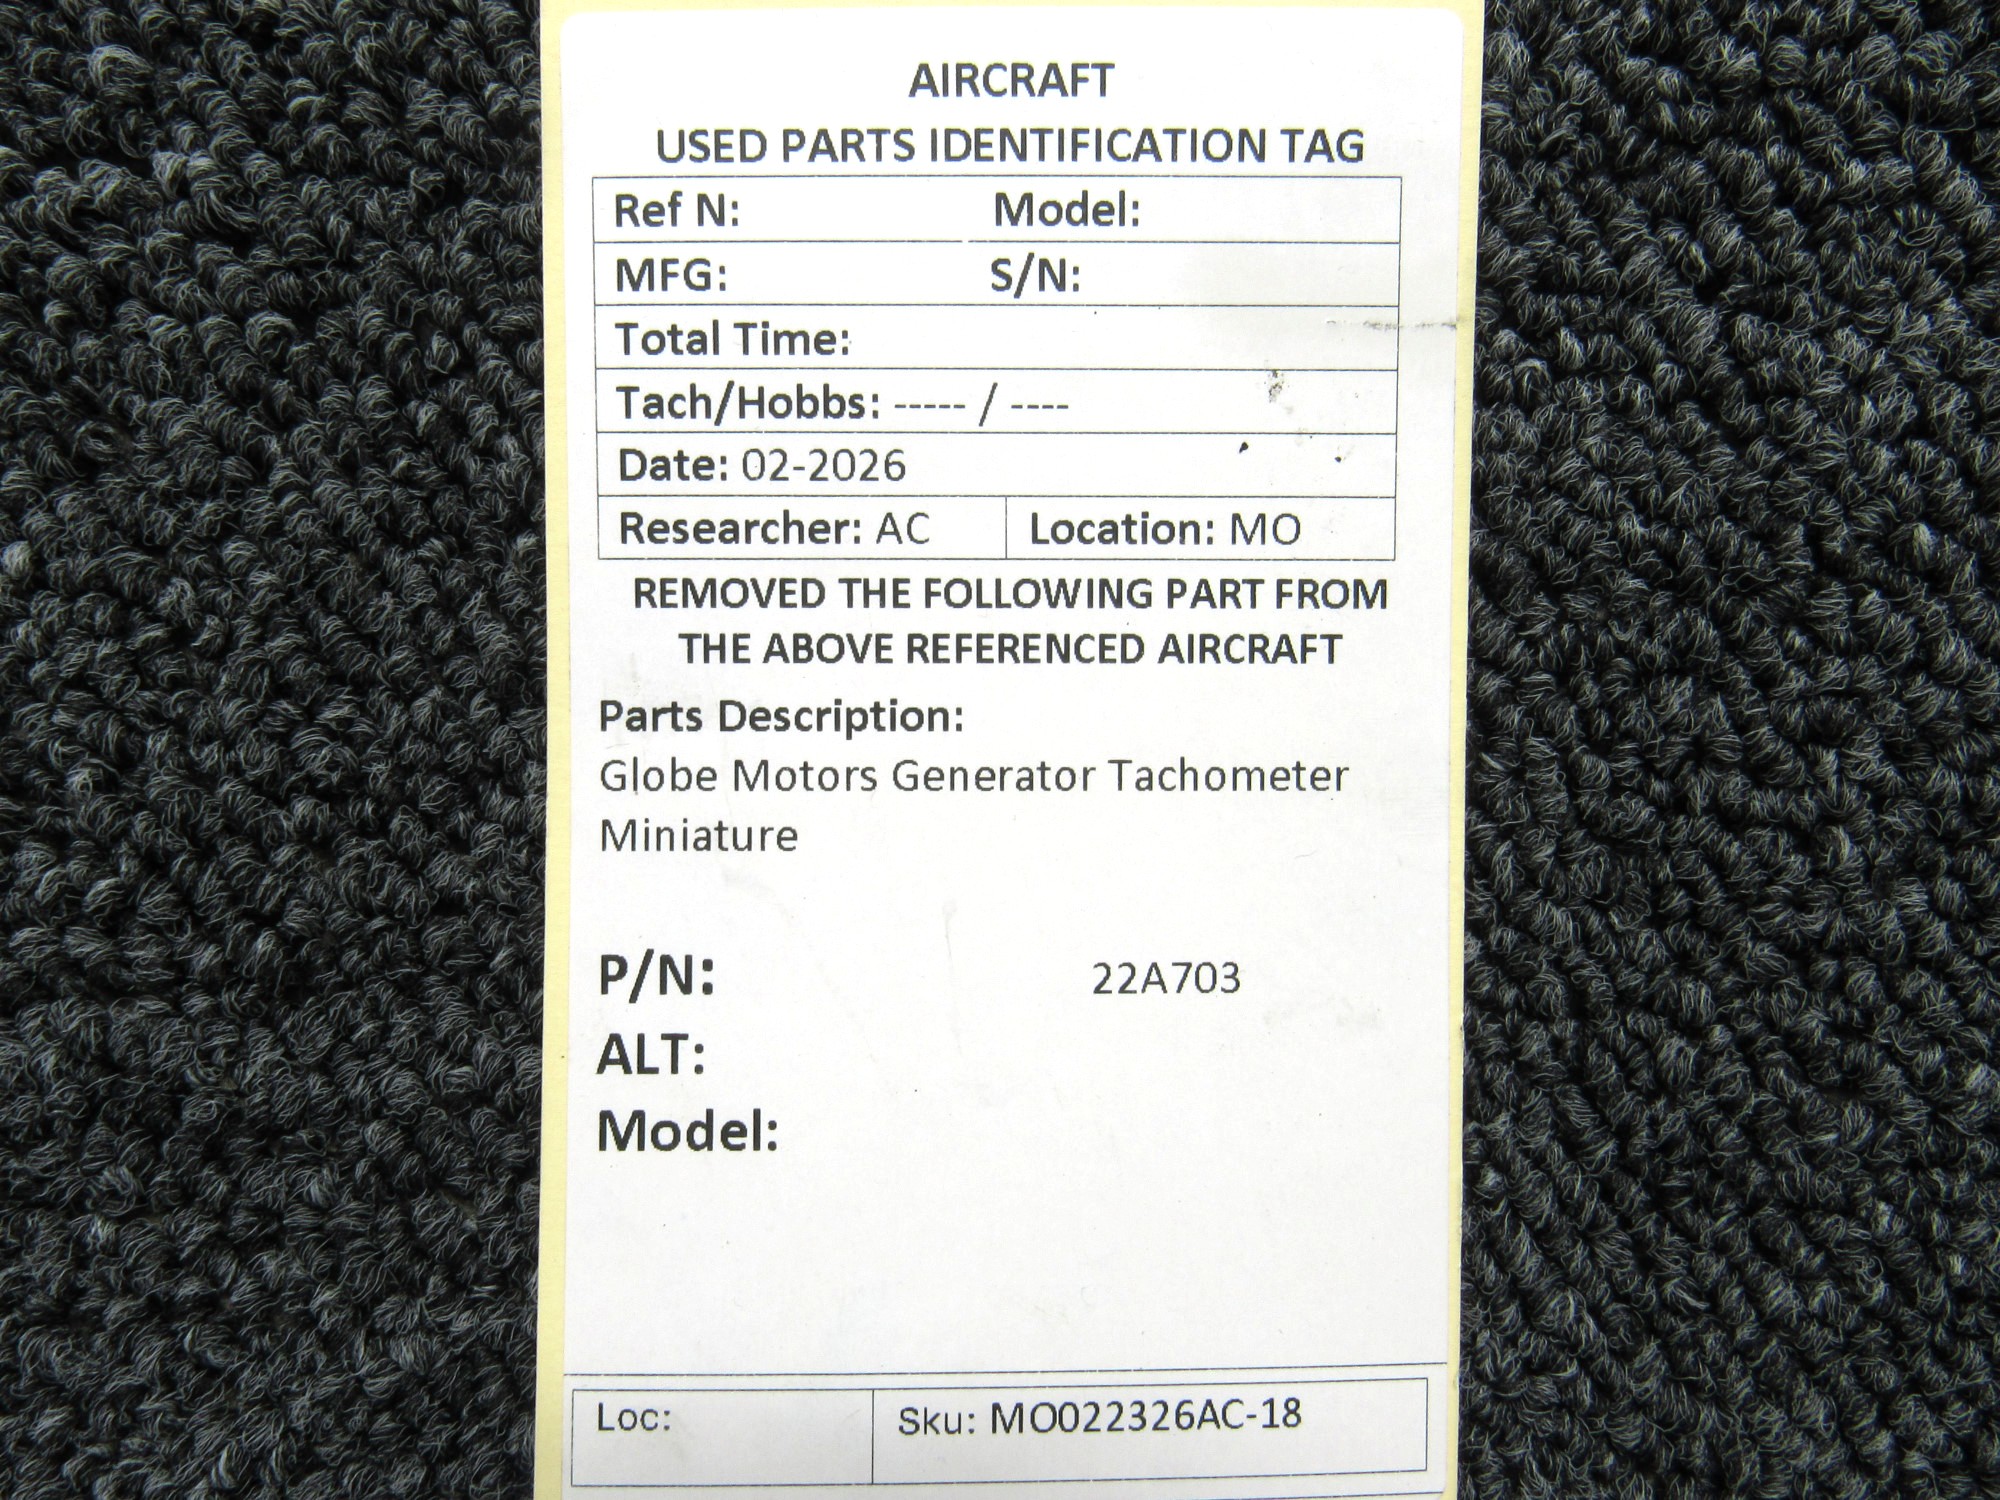 AIRCRAFT
USED PARTS IDENTIFICATION TAG
Ref N: Model:
MFG: S/N:
Total Time:
Tach/Hobbs: ----- / ----
Date: 02-2026
Researcher: AC Location: MO
REMOVED THE FOLLOWING PART FROM
THE ABOVE REFERENCED AIRCRAFT
Parts Description:
Globe Motors Generator Tachometer
Miniature
P/N: 22A703
ALT:
Model:
Loc: Sku: MO022326AC-18